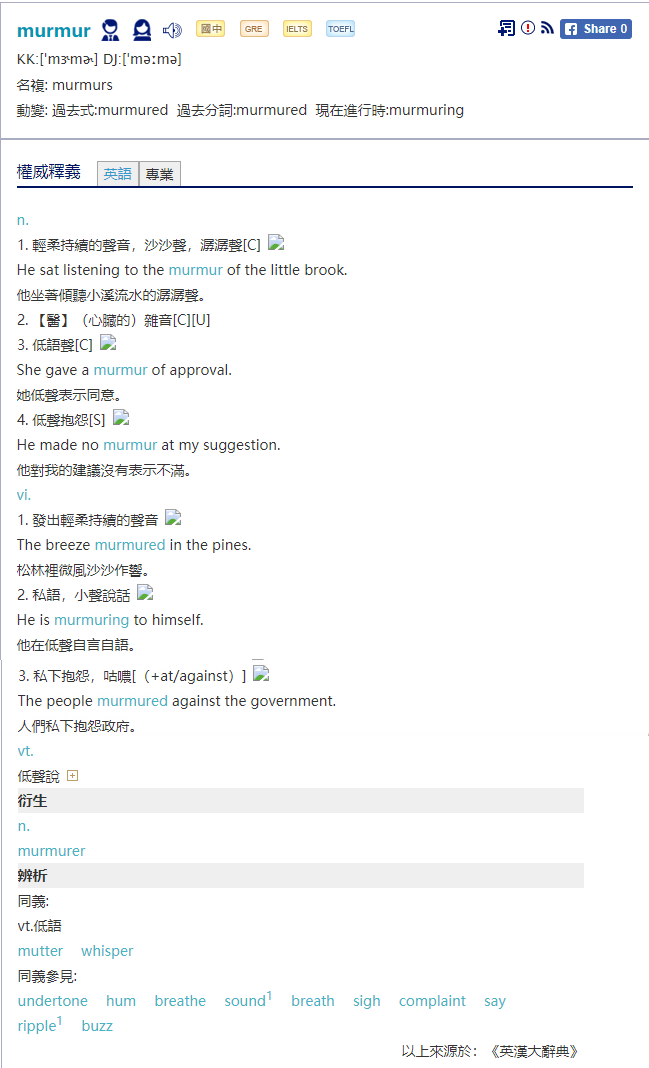 murmur 國中 GRE IELTS TOEFL Share 0
KK:[ˋmɝmɚ] DJ:[ˋmə:mə]
名複: murmurs
動變: 過去式:murmured 過去分詞:murmured 現在進行時:murmuring
權威釋義 英語 專業
n.
1. 輕柔持續的聲音，沙沙聲，潺潺聲[C]
He sat listening to the murmur of the little brook.
他坐著傾聽小溪流水的潺潺聲。
2. 【醫】（心臟的）雜音[C][U]
3. 低語聲[C]
She gave a murmur of approval.
她低聲表示同意。
4. 低聲抱怨[S]
He made no murmur at my suggestion.
他對我的建議沒有表示不滿。
vi.
1. 發出輕柔持續的聲音
The breeze murmured in the pines.
松林裡微風沙沙作響。
2. 私語，小聲說話
He is murmuring to himself.
他在低聲自言自語。
3. 私下抱怨，咕噥[（+at/against）]
The people murmured against the government.
人們私下抱怨政府。
vt.
低聲說
衍生
n.
murmurer
辨析
同義:
vt.低語
mutter whisper
同義參見:
undertone hum breathe sound1 breath sigh complaint say
ripple1 buzz
以上來源於：《英漢大辭典》